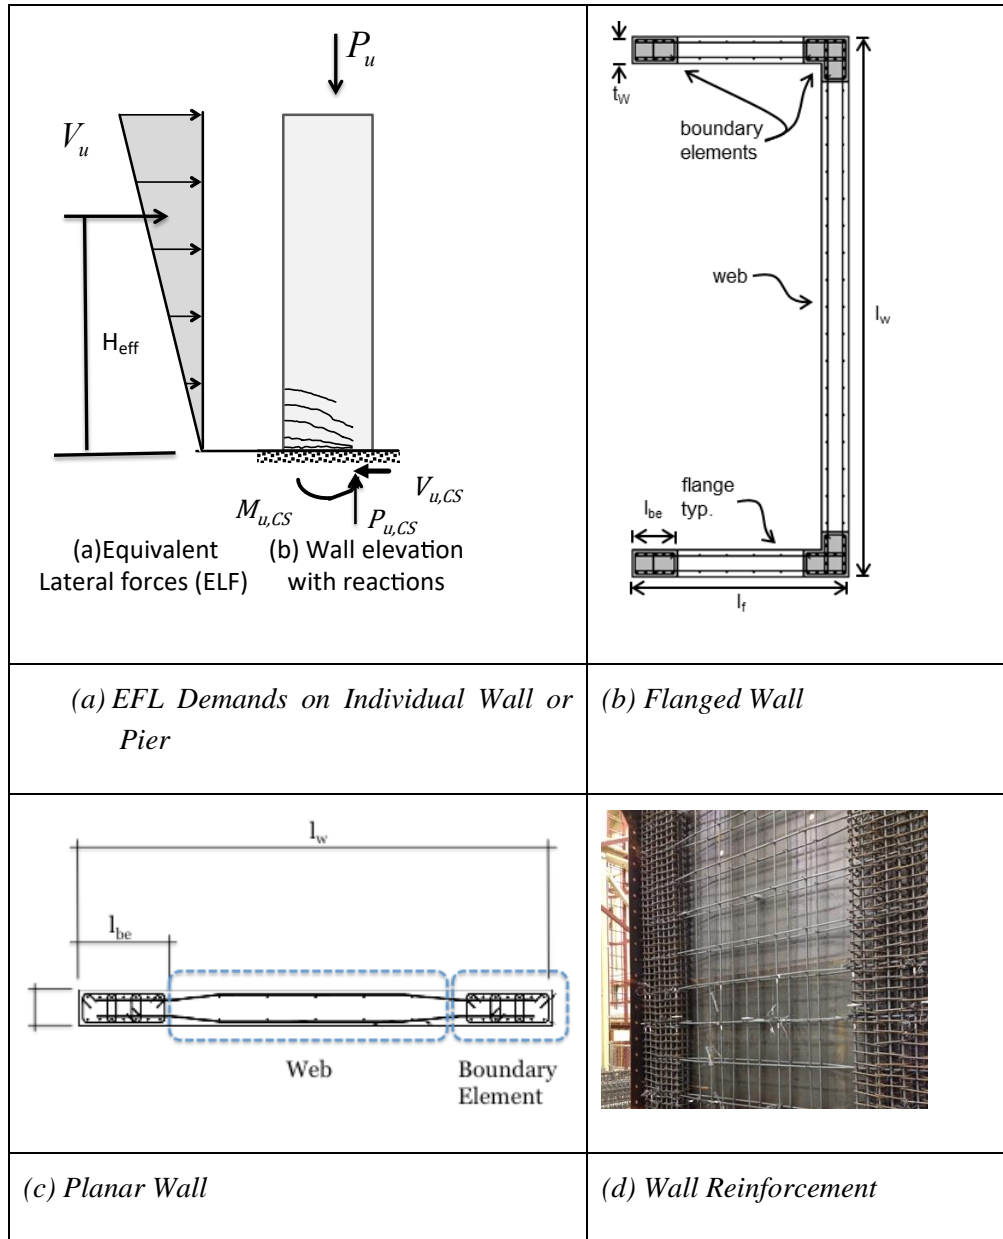 P_u
V_u
H_eff
V_u,CS
M_u,CS
P_u,CS
(a)Equivalent
Lateral forces (ELF)
(b) Wall elevation
with reactions
t_W
boundary
elements
web
l_w
flange
typ.
l_be
l_f
(a) EFL Demands on Individual Wall or
Pier
(b) Flanged Wall
l_w
l_be
Web
Boundary
Element
(c) Planar Wall
(d) Wall Reinforcement